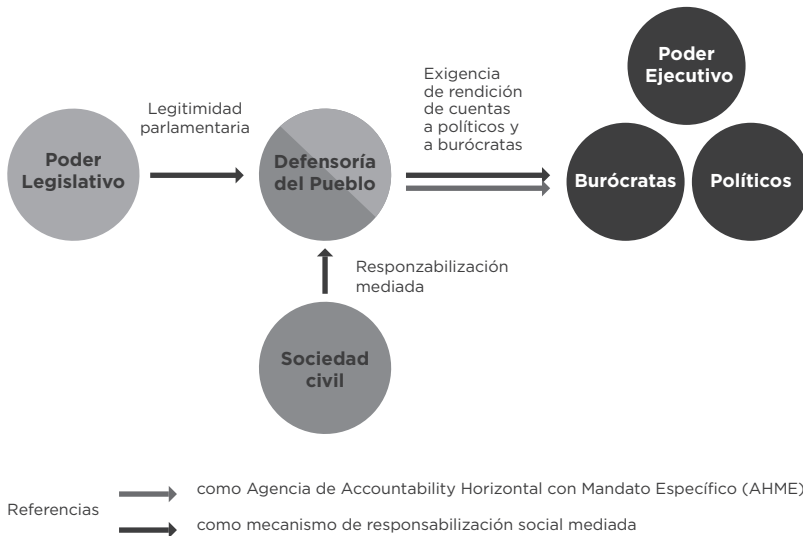 Poder
Ejecutivo
Exigencia
de rendición
de cuentas
a políticos y
a burócratas
Legitimidad
parlamentaria
Poder
Legislativo
Defensoría
del Pueblo
Burócratas
Políticos
Responzabilización
mediada
Sociedad
civil
Referencias
como Agencia de Accountability Horizontal con Mandato Específico (AHME)
como mecanismo de responsabilización social mediada